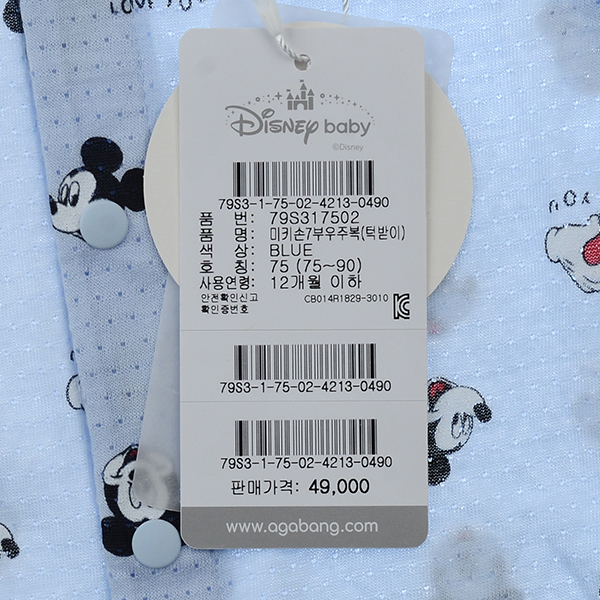 Disney baby
©Disney
79S3-1-75-02-4213-0490
품 번: 79S317502
품 명: 미키손7부우주복(턱받이)
색 상: BLUE
호 칭: 75 (75~90)
사용연령: 12개월 이하
안전확인신고
확인증번호 CB014R1829-3010
79S3-1-75-02-4213-0490
79S3-1-75-02-4213-0490
판매가격: 49,000
www.agabang.com